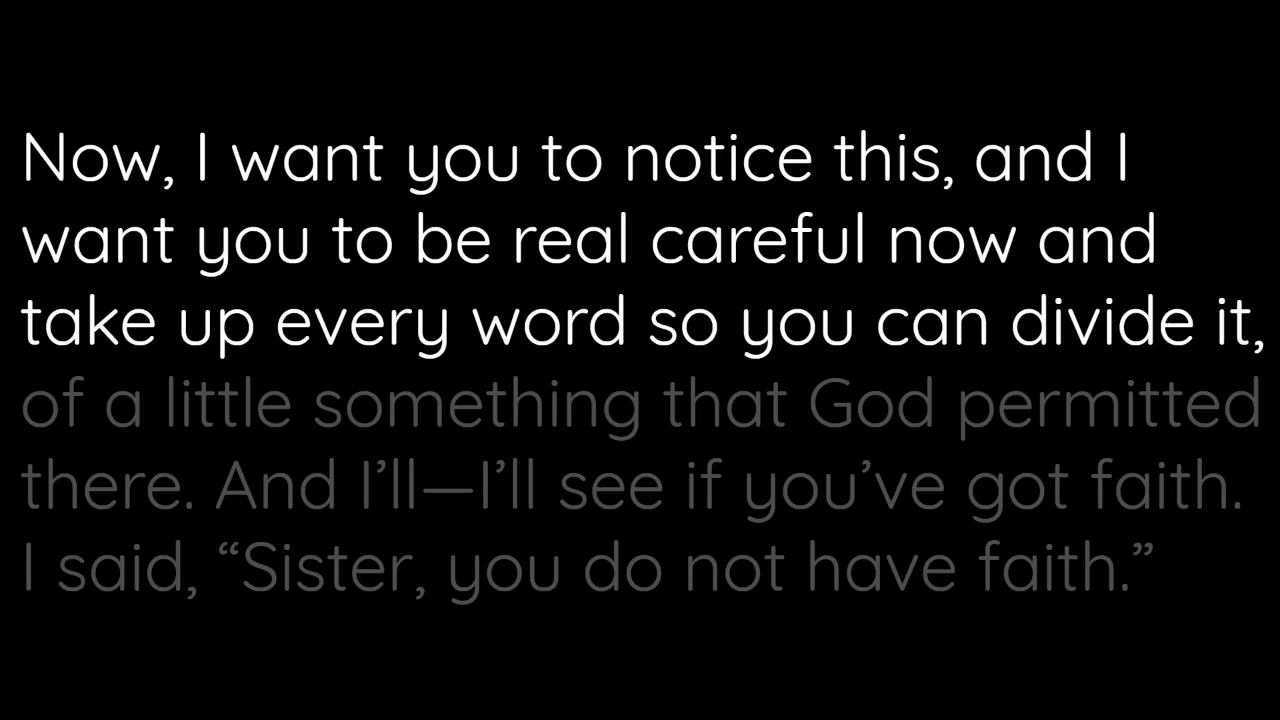 Now, I want you to notice this, and I
want you to be real careful now and
take up every word so you can divide it,
of a little something that God permitted
there. And I’ll—I’ll see if you’ve got faith.
I said, “Sister, you do not have faith.”